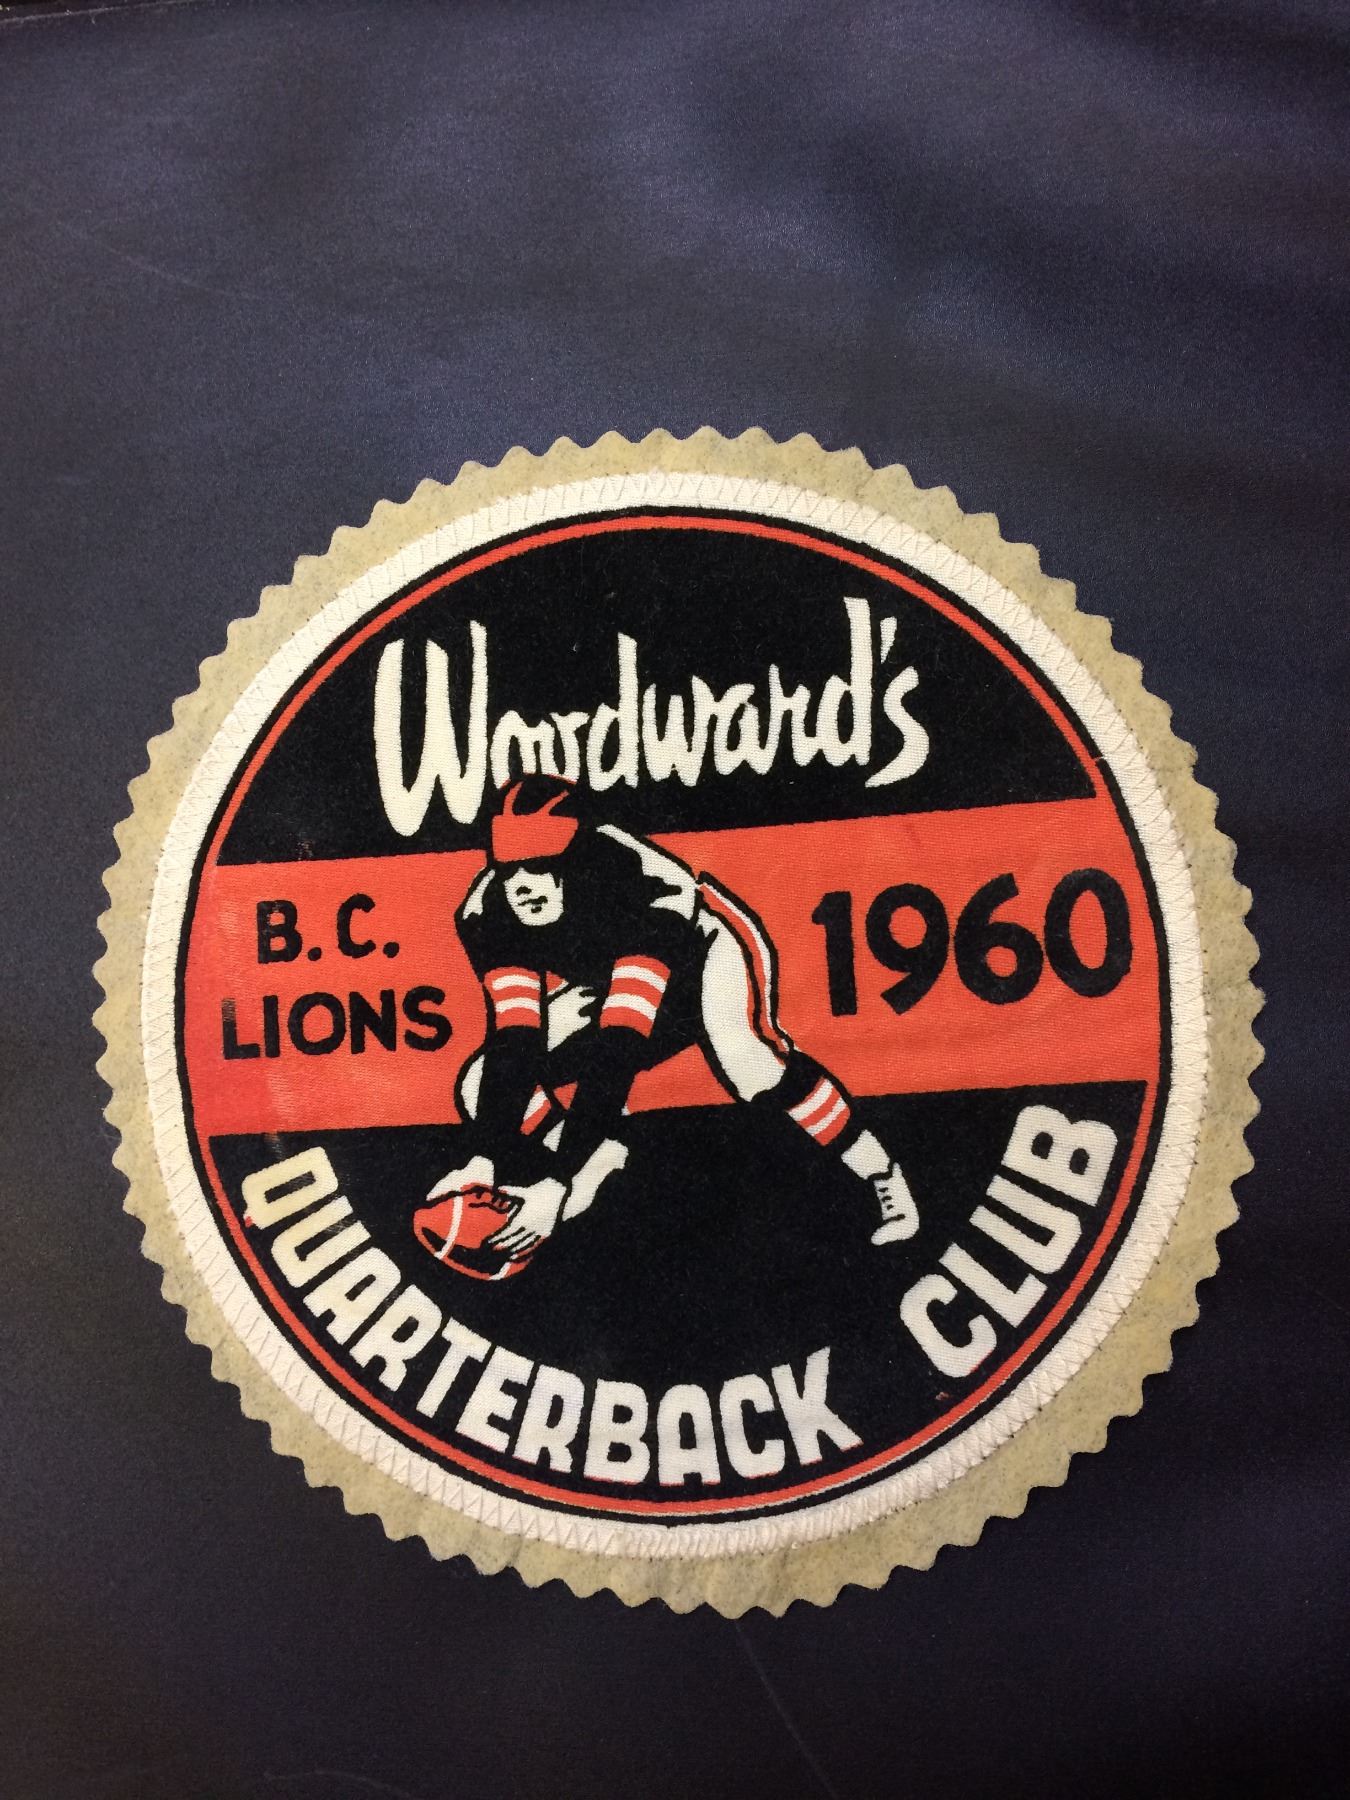 Woodward's
B.C.
LIONS
1960
QUARTERBACK CLUB